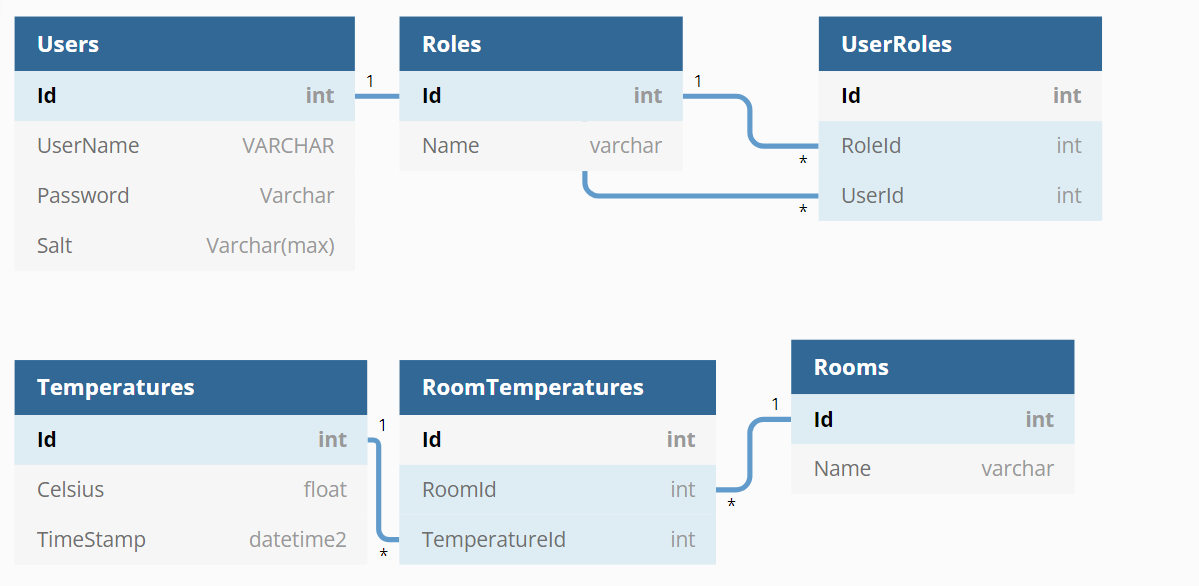 Users
Id int
UserName VARCHAR
Password Varchar
Salt Varchar(max)
1
Roles
Id int
Name varchar
1
*
*
UserRoles
Id int
RoleId int
UserId int
Temperatures
Id int
Celsius float
TimeStamp datetime2
1
*
RoomTemperatures
Id int
RoomId int
TemperatureId int
1
*
Rooms
Id int
Name varchar